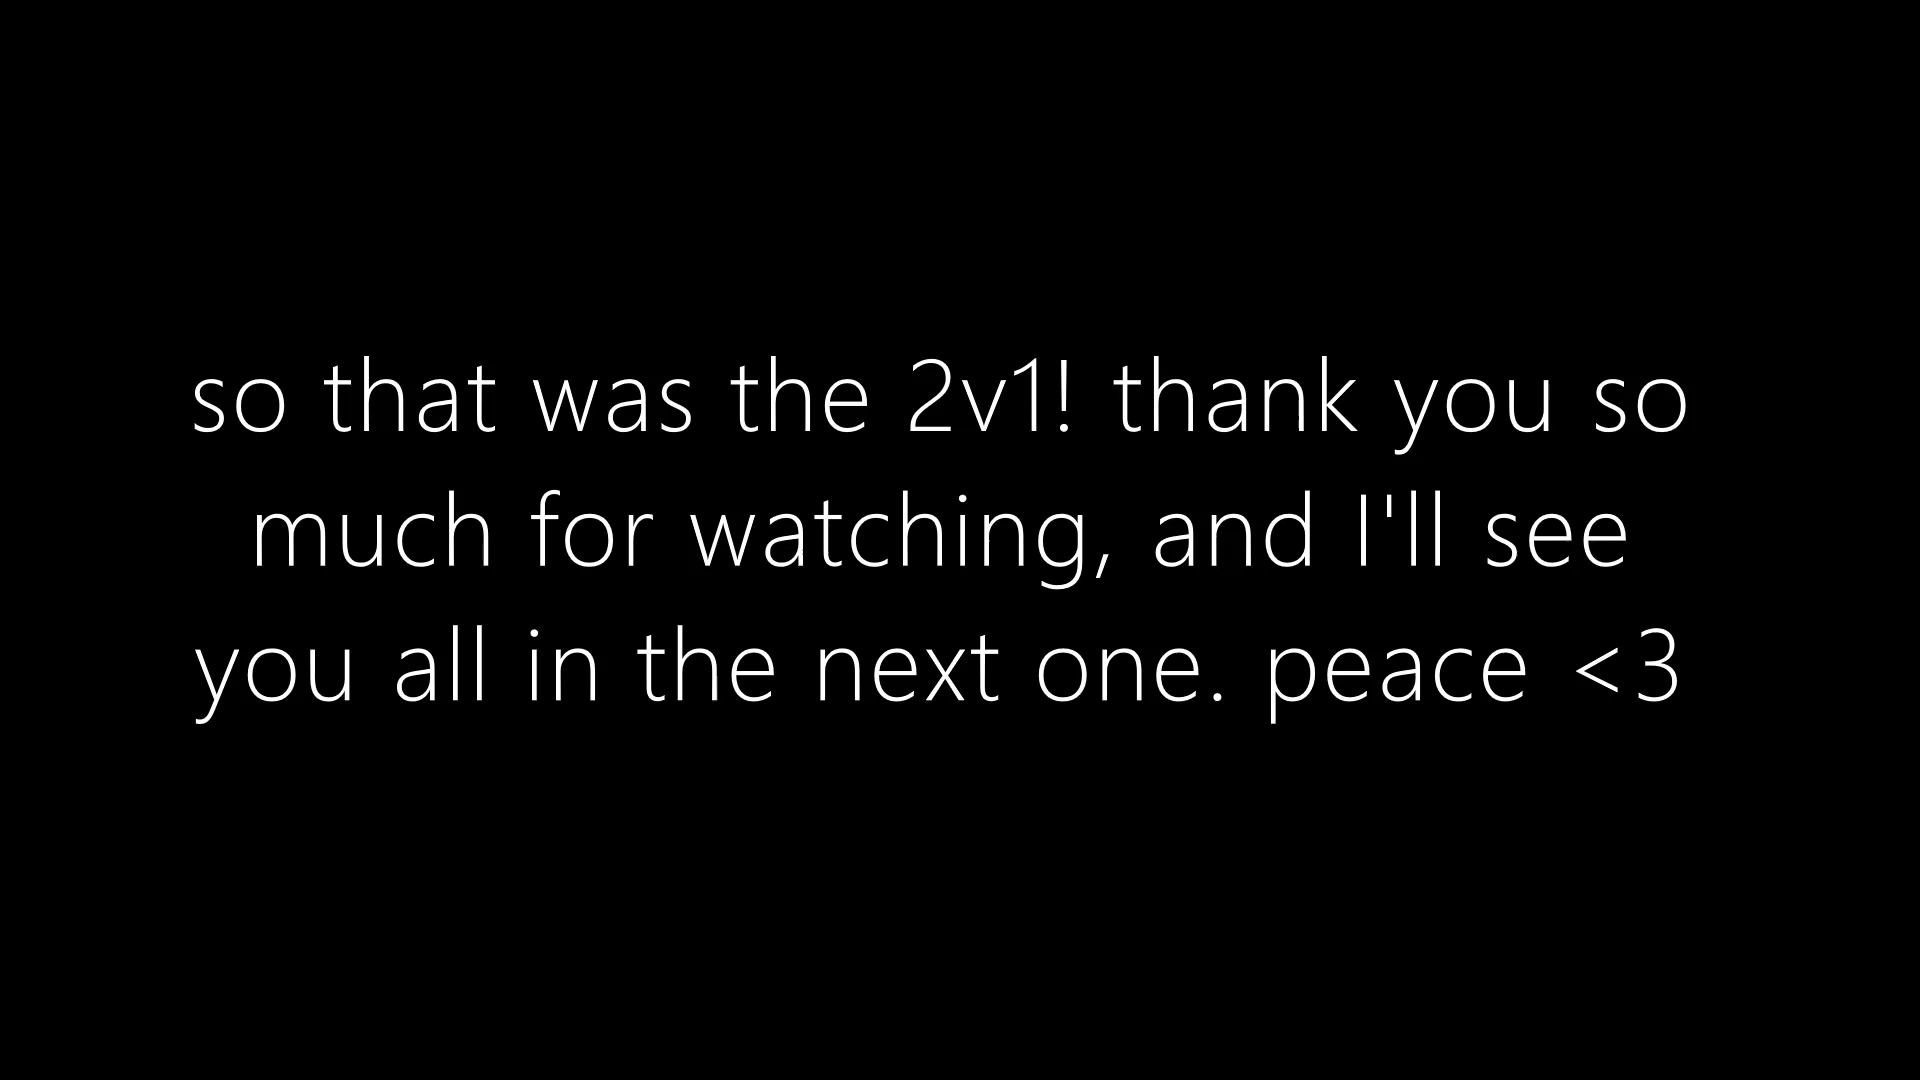 so that was the 2v1! thank you so
much for watching, and I'll see
you all in the next one. peace <3